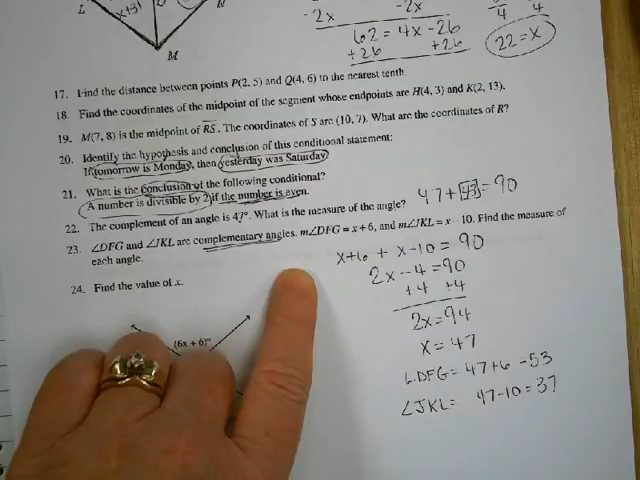 L
x+3
N
M
-2x -2x
62 = 4x -26
+26 +26
4 4
22 = x
17. Find the distance between points P(2, 5) and Q(4, 6) to the nearest tenth.
18. Find the coordinates of the midpoint of the segment whose endpoints are H(4, 3) and K(2, 13).
19. M(7, 8) is the midpoint of RS. The coordinates of S are (10, 7). What are the coordinates of R?
20. Identify the hypothesis and conclusion of this conditional statement:
If tomorrow is Monday, then yesterday was Saturday
21. What is the conclusion of the following conditional?
A number is divisible by 2 if the number is even.
22. The complement of an angle is 47°. What is the measure of the angle? 47 + 43 = 90
23. ∠DFG and ∠JKL are complementary angles. m∠DFG = x + 6, and m∠JKL = x - 10. Find the measure of
each angle.
x+6 + x-10 = 90
2x -4 = 90
+4 +4
2x = 94
x = 47
∠DFG = 47+6 = 53
∠JKL = 47-10 = 37
24. Find the value of x.
(6x + 6)°